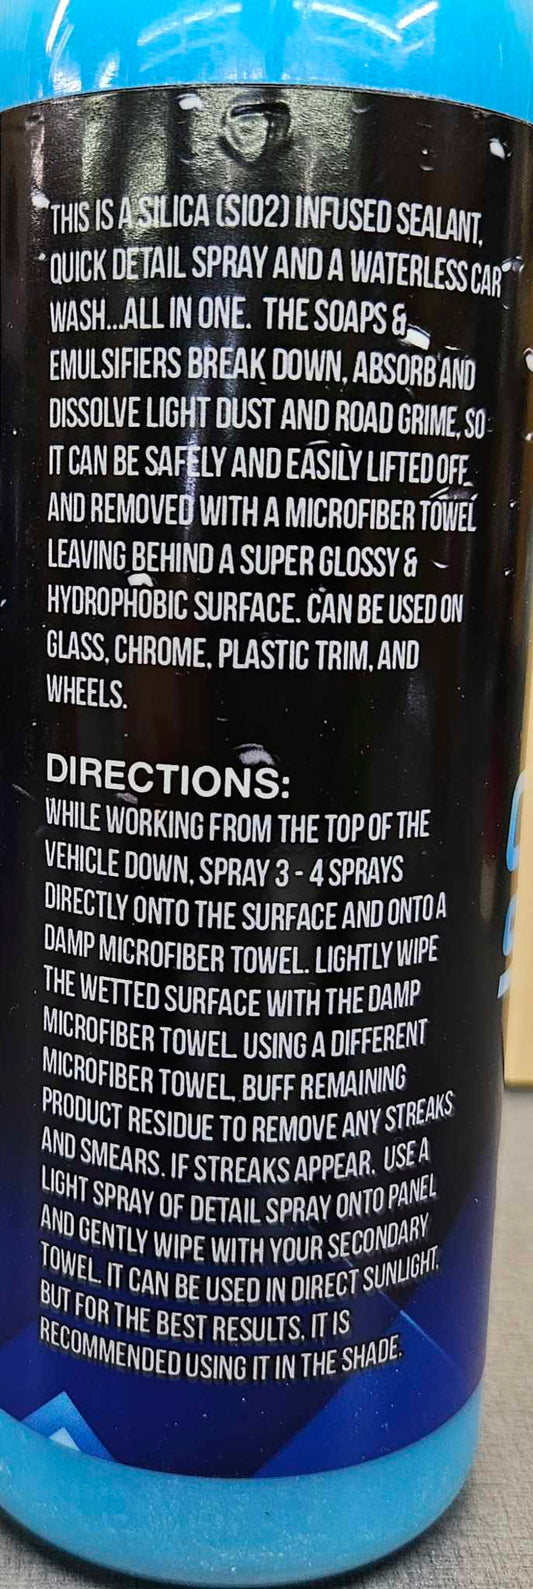 THIS IS A SILICA (SIO2) INFUSED SEALANT,
QUICK DETAIL SPRAY AND A WATERLESS CAR
WASH...ALL IN ONE. THE SOAPS &
EMULSIFIERS BREAK DOWN, ABSORB AND
DISSOLVE LIGHT DUST AND ROAD GRIME, SO
IT CAN BE SAFELY AND EASILY LIFTED OFF
AND REMOVED WITH A MICROFIBER TOWEL
LEAVING BEHIND A SUPER GLOSSY &
HYDROPHOBIC SURFACE. CAN BE USED ON
GLASS, CHROME, PLASTIC TRIM, AND
WHEELS.
DIRECTIONS:
WHILE WORKING FROM THE TOP OF THE
VEHICLE DOWN, SPRAY 3 - 4 SPRAYS
DIRECTLY ONTO THE SURFACE AND ONTO A
DAMP MICROFIBER TOWEL. LIGHTLY WIPE
THE WETTED SURFACE WITH THE DAMP
MICROFIBER TOWEL. USING A DIFFERENT
MICROFIBER TOWEL, BUFF REMAINING
PRODUCT RESIDUE TO REMOVE ANY STREAKS
AND SMEARS. IF STREAKS APPEAR. USE A
LIGHT SPRAY OF DETAIL SPRAY ONTO PANEL
AND GENTLY WIPE WITH YOUR SECONDARY
TOWEL. IT CAN BE USED IN DIRECT SUNLIGHT,
BUT FOR THE BEST RESULTS, IT IS
RECOMMENDED USING IT IN THE SHADE.